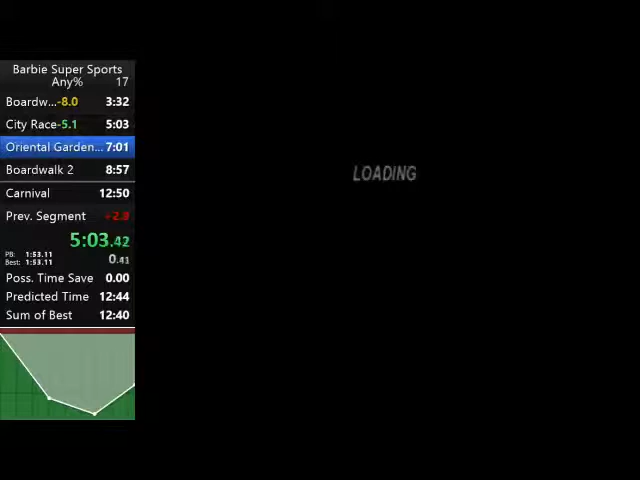 Barbie Super Sports
Any% 17
Boardw...-8.0 3:32
City Race-5.1 5:03
Oriental Garden... 7:01
Boardwalk 2 8:57
Carnival 12:50
Prev. Segment +2.9
5:03.42
PB: 1:53.11
Best: 1:53.11
0.41
Poss. Time Save 0.00
Predicted Time 12:44
Sum of Best 12:40
LOADING